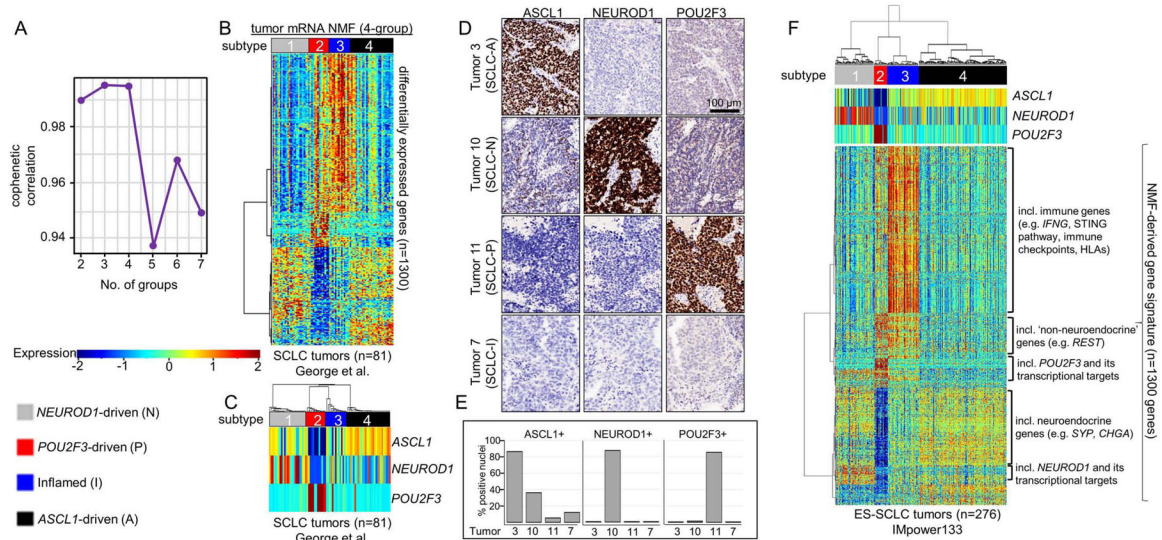 A
0.98
0.96
0.94
cophenetic
correlation
2 3 4 5 6 7
No. of groups
Expression
-2 -1 0 1 2
NEUROD1-driven (N)
POU2F3-driven (P)
Inflamed (I)
ASCL1-driven (A)
B
tumor mRNA NMF (4-group)
subtype 1 2 3 4
differentially expressed genes (n=1300)
SCLC tumors (n=81)
George et al.
C
subtype 1 2 3 4
ASCL1
NEUROD1
POU2F3
SCLC tumors (n=81)
George et al.
D
ASCL1 NEUROD1 POU2F3
Tumor 3
(SCLC-A)
100 µm
Tumor 10
(SCLC-N)
Tumor 11
(SCLC-P)
Tumor 7
(SCLC-I)
E
ASCL1+ NEUROD1+ POU2F3+
% positive nuclei
100
80
60
40
20
Tumor 3 10 11 7 3 10 11 7 3 10 11 7
F
subtype 1 2 3 4
ASCL1
NEUROD1
POU2F3
incl. immune genes
(e.g. IFNG, STING
pathway, immune
checkpoints, HLAs)
incl. 'non-neuroendocrine'
genes (e.g. REST)
incl. POU2F3 and its
transcriptional targets
incl. neuroendocrine
genes (e.g. SYP, CHGA)
incl. NEUROD1 and its
transcriptional targets
NMF-derived gene signature (n=1300 genes)
ES-SCLC tumors (n=276)
IMpower133